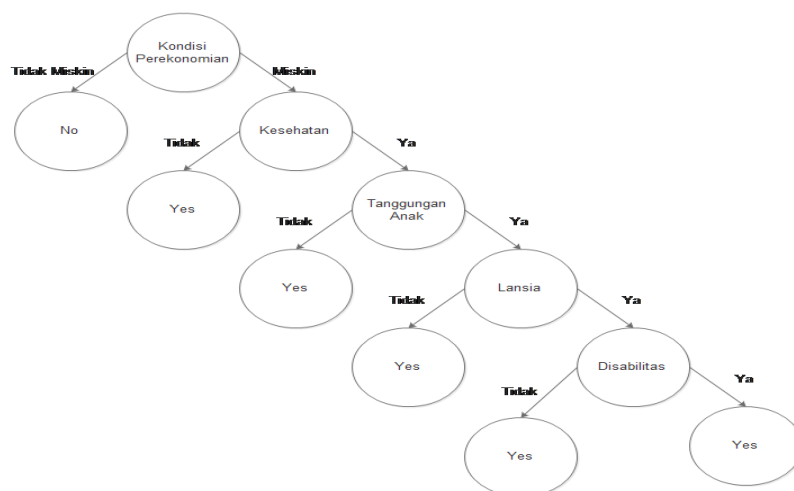 Kondisi
Perekonomian
Tidak Miskin
Miskin
No
Kesehatan
Tidak
Ya
Yes
Tanggungan
Anak
Tidak
Ya
Yes
Lansia
Tidak
Ya
Yes
Disabilitas
Tidak
Ya
Yes
Yes